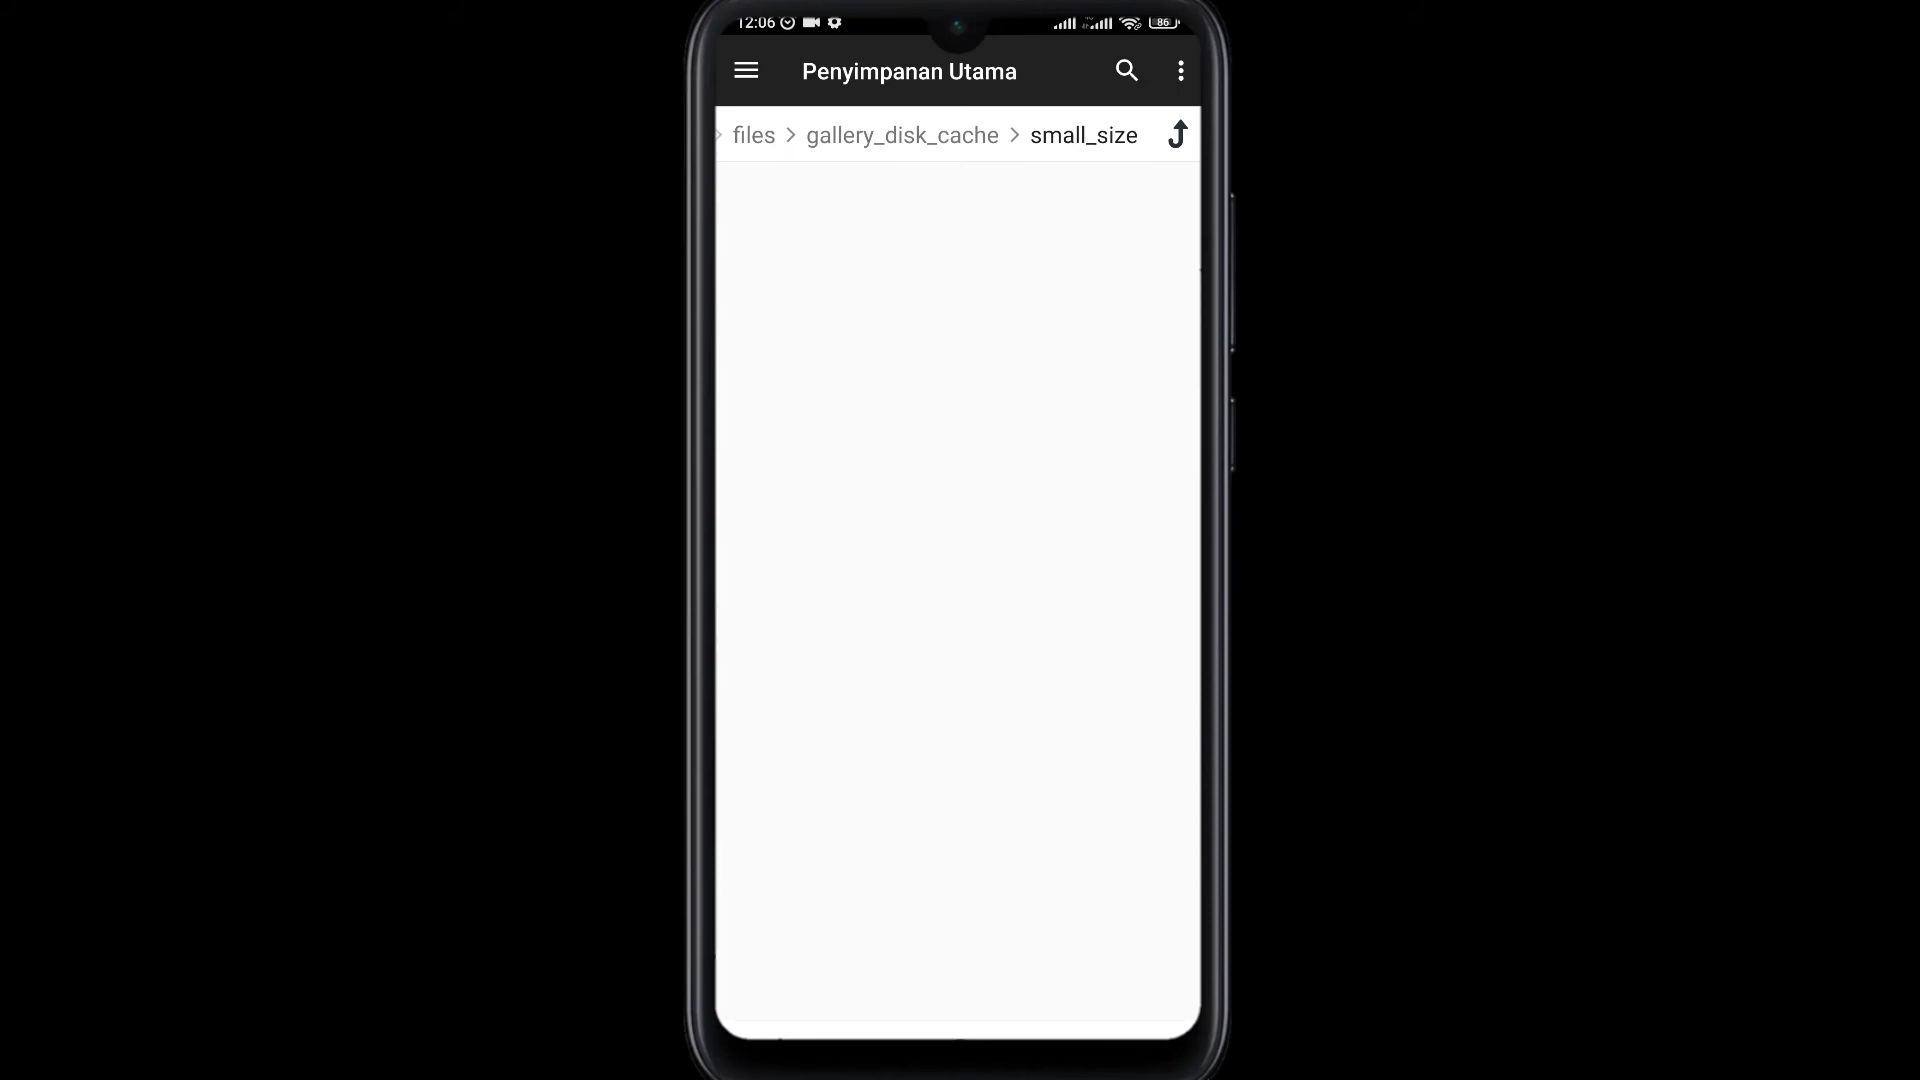 12:06 86
Penyimpanan Utama
files > gallery_disk_cache > small_size